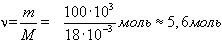 ν = m/M = 100·10³/18·10⁻³ моль ≈ 5,6 моль